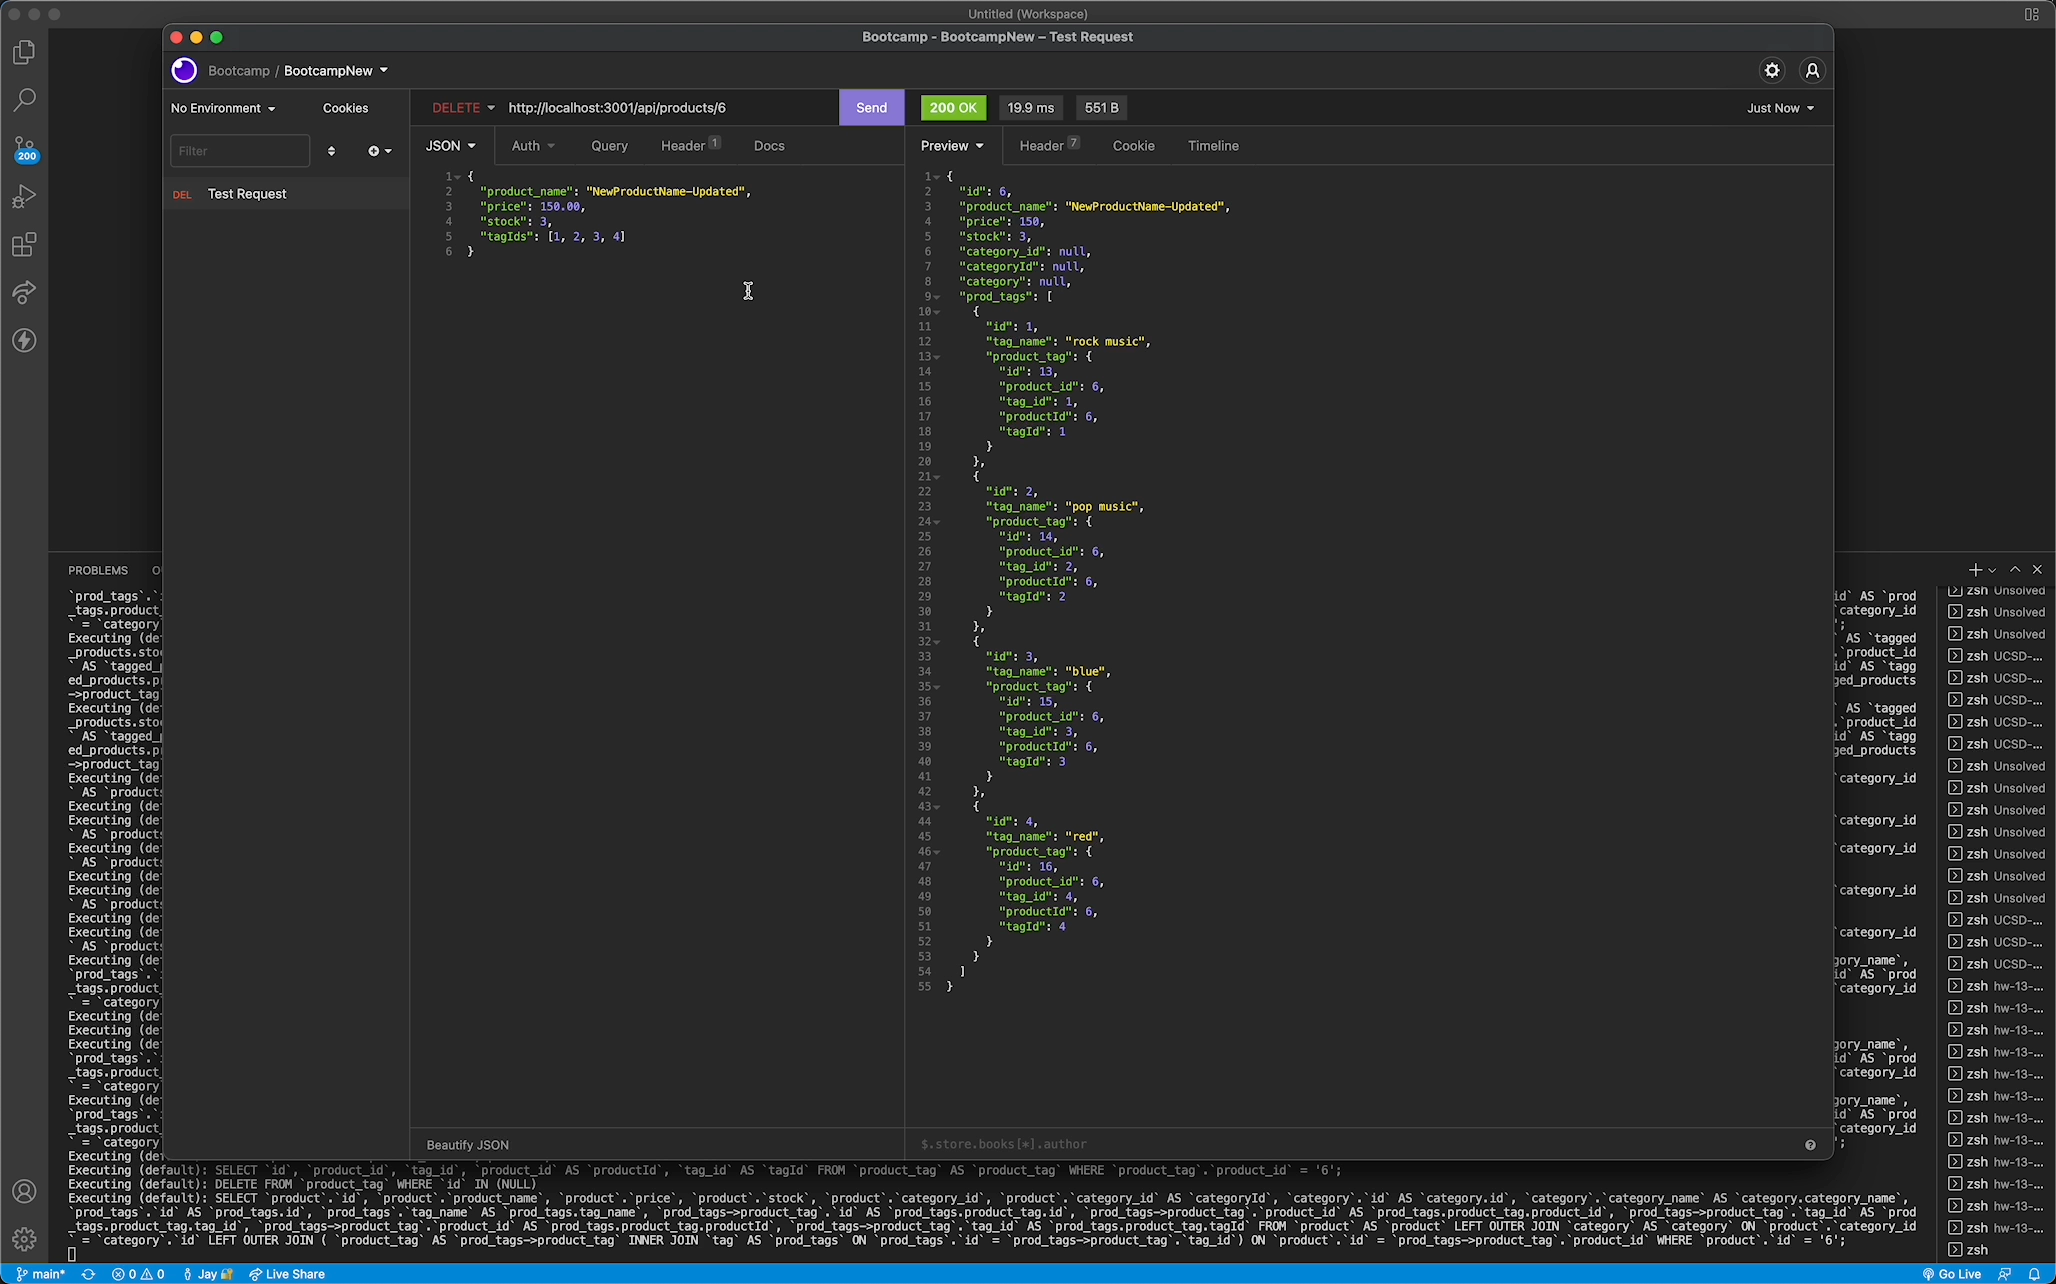 Untitled (Workspace)
Bootcamp - BootcampNew – Test Request
Bootcamp / BootcampNew
No Environment
Cookies
DELETE
http://localhost:3001/api/products/6
Send
200 OK
19.9 ms
551 B
Just Now
Filter
JSON
Auth
Query
Header 1
Docs
Preview
Header 7
Cookie
Timeline
200
DEL Test Request
1 {
2 "product_name": "NewProductName-Updated",
3 "price": 150.00,
4 "stock": 3,
5 "tagIds": [1, 2, 3, 4]
6 }
1 {
2 "id": 6,
3 "product_name": "NewProductName-Updated",
4 "price": 150,
5 "stock": 3,
6 "category_id": null,
7 "categoryId": null,
8 "category": null,
9 "prod_tags": [
10 {
11 "id": 1,
12 "tag_name": "rock music",
13 "product_tag": {
14 "id": 13,
15 "product_id": 6,
16 "tag_id": 1,
17 "productId": 6,
18 "tagId": 1
19 }
20 },
21 {
22 "id": 2,
23 "tag_name": "pop music",
24 "product_tag": {
25 "id": 14,
26 "product_id": 6,
27 "tag_id": 2,
28 "productId": 6,
29 "tagId": 2
30 }
31 },
32 {
33 "id": 3,
34 "tag_name": "blue",
35 "product_tag": {
36 "id": 15,
37 "product_id": 6,
38 "tag_id": 3,
39 "productId": 6,
40 "tagId": 3
41 }
42 },
43 {
44 "id": 4,
45 "tag_name": "red",
46 "product_tag": {
47 "id": 16,
48 "product_id": 6,
49 "tag_id": 4,
50 "productId": 6,
51 "tagId": 4
52 }
53 }
54 ]
55 }
Beautify JSON
$.store.books[*].author
PROBLEMS
Executing (default): SELECT `id`, `product_id`, `tag_id`, `product_id` AS `productId`, `tag_id` AS `tagId` FROM `product_tag` AS `product_tag` WHERE `product_tag`.`product_id` = '6';
Executing (default): DELETE FROM `product_tag` WHERE `id` IN (NULL)
Executing (default): SELECT `product`.`id`, `product`.`product_name`, `product`.`price`, `product`.`stock`, `product`.`category_id`, `product`.`category_id` AS `categoryId`, `category`.`id` AS `category.id`, `category`.`category_name` AS `category.category_name`,
`prod_tags`.`id` AS `prod_tags.id`, `prod_tags`.`tag_name` AS `prod_tags.tag_name`, `prod_tags->product_tag`.`id` AS `prod_tags.product_tag.id`, `prod_tags->product_tag`.`product_id` AS `prod_tags.product_tag.product_id`, `prod_tags->product_tag`.`tag_id` AS `prod
_tags.product_tag.tag_id`, `prod_tags->product_tag`.`product_id` AS `prod_tags.product_tag.productId`, `prod_tags->product_tag`.`tag_id` AS `prod_tags.product_tag.tagId` FROM `product` AS `product` LEFT OUTER JOIN `category` AS `category` ON `product`.`category_id
` = `category`.`id` LEFT OUTER JOIN ( `product_tag` AS `prod_tags->product_tag` INNER JOIN `tag` AS `prod_tags` ON `prod_tags`.`id` = `prod_tags->product_tag`.`tag_id`) ON `product`.`id` = `prod_tags->product_tag`.`product_id` WHERE `product`.`id` = '6';
zsh Unsolved
zsh Unsolved
zsh Unsolved
zsh UCSD-...
zsh UCSD-...
zsh UCSD-...
zsh UCSD-...
zsh UCSD-...
zsh Unsolved
zsh Unsolved
zsh Unsolved
zsh Unsolved
zsh Unsolved
zsh Unsolved
zsh Unsolved
zsh UCSD-...
zsh UCSD-...
zsh UCSD-...
zsh hw-13-...
zsh hw-13-...
zsh hw-13-...
zsh hw-13-...
zsh hw-13-...
zsh hw-13-...
zsh hw-13-...
zsh hw-13-...
zsh hw-13-...
zsh hw-13-...
zsh hw-13-...
zsh hw-13-...
zsh
main*
0
0
Jay
Live Share
Go Live